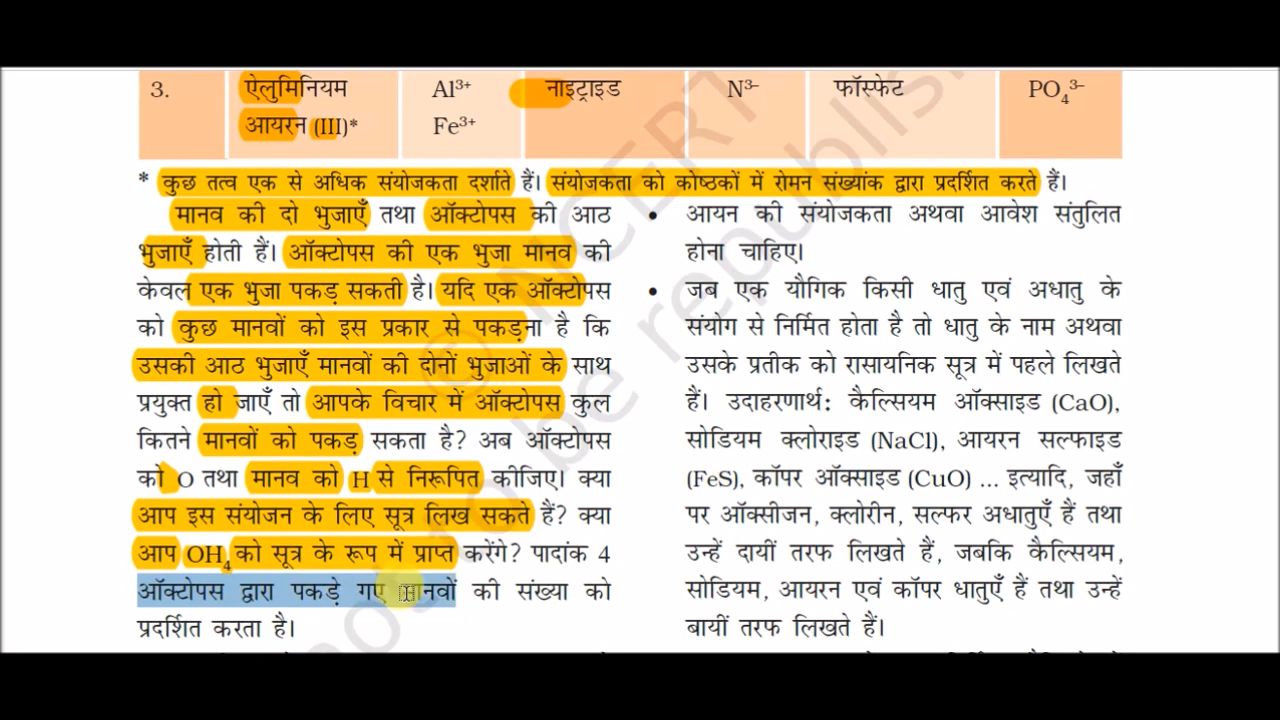 3. ऐलुमिनियम Al³⁺ नाइट्राइड N³⁻ फॉस्फेट PO₄³⁻
आयरन (III)* Fe³⁺
* कुछ तत्व एक से अधिक संयोजकता दर्शाते हैं। संयोजकता को कोष्ठकों में रोमन संख्यांक द्वारा प्रदर्शित करते हैं।
मानव की दो भुजाएँ तथा ऑक्टोपस की आठ
भुजाएँ होती हैं। ऑक्टोपस की एक भुजा मानव की
केवल एक भुजा पकड़ सकती है। यदि एक ऑक्टोपस
को कुछ मानवों को इस प्रकार से पकड़ना है कि
उसकी आठ भुजाएँ मानवों की दोनों भुजाओं के साथ
प्रयुक्त हो जाएँ तो आपके विचार में ऑक्टोपस कुल
कितने मानवों को पकड़ सकता है? अब ऑक्टोपस
को O तथा मानव को H से निरूपित कीजिए। क्या
आप इस संयोजन के लिए सूत्र लिख सकते हैं? क्या
आप OH₄ को सूत्र के रूप में प्राप्त करेंगे? पादांक 4
ऑक्टोपस द्वारा पकड़े गए मानवों की संख्या को
प्रदर्शित करता है।
• आयन की संयोजकता अथवा आवेश संतुलित
होना चाहिए।
• जब एक यौगिक किसी धातु एवं अधातु के
संयोग से निर्मित होता है तो धातु के नाम अथवा
उसके प्रतीक को रासायनिक सूत्र में पहले लिखते
हैं। उदाहरणार्थ: कैल्सियम ऑक्साइड (CaO),
सोडियम क्लोराइड (NaCl), आयरन सल्फाइड
(FeS), कॉपर ऑक्साइड (CuO) ... इत्यादि, जहाँ
पर ऑक्सीजन, क्लोरीन, सल्फर अधातुएँ हैं तथा
उन्हें दायीं तरफ लिखते हैं, जबकि कैल्सियम,
सोडियम, आयरन एवं कॉपर धातुएँ हैं तथा उन्हें
बायीं तरफ लिखते हैं।
© NCERT
not to be republish